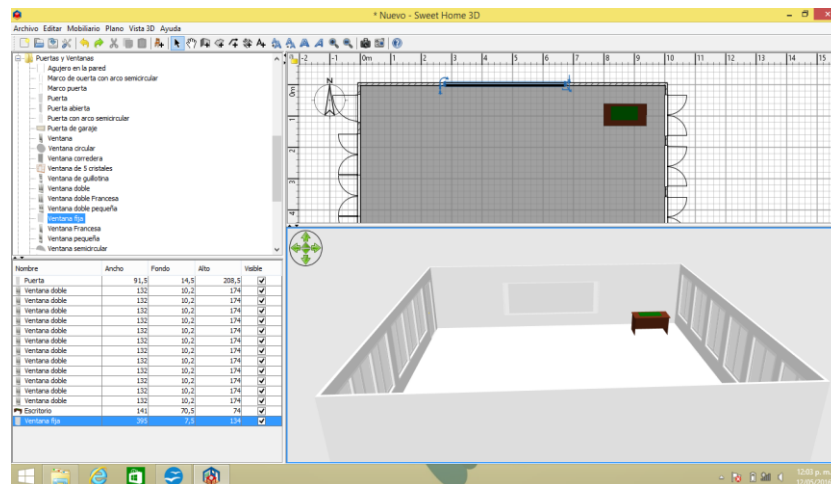 * Nuevo - Sweet Home 3D
Archivo Editar Mobiliario Plano Vista 3D Ayuda
Puertas y Ventanas
Agujero en la pared
Marco de ouerta con arco semicircular
Marco puerta
Puerta
Puerta abierta
Puerta con arco semicircular
Puerta de garaje
Ventana
Ventana circular
Ventana corredera
Ventana de 5 cristales
Ventana de guillotina
Ventana doble
Ventana doble Francesa
Ventana doble pequeña
Ventana fija
Ventana Francesa
Ventana pequeña
Ventana semicircular
-2 -1 0m 1 2 3 4 5 6 7 8 9 10 11 12 13 14 15
0m
1
2
3
4
N
Nombre Ancho Fondo Alto Visible
Puerta 91,5 14,5 208,5
Ventana doble 132 10,2 174
Ventana doble 132 10,2 174
Ventana doble 132 10,2 174
Ventana doble 132 10,2 174
Ventana doble 132 10,2 174
Ventana doble 132 10,2 174
Ventana doble 132 10,2 174
Ventana doble 132 10,2 174
Ventana doble 132 10,2 174
Ventana doble 132 10,2 174
Ventana doble 132 10,2 174
Ventana doble 132 10,2 174
Escritorio 141 70,5 74
Ventana fija 395 7,5 134
12:03 p. m.